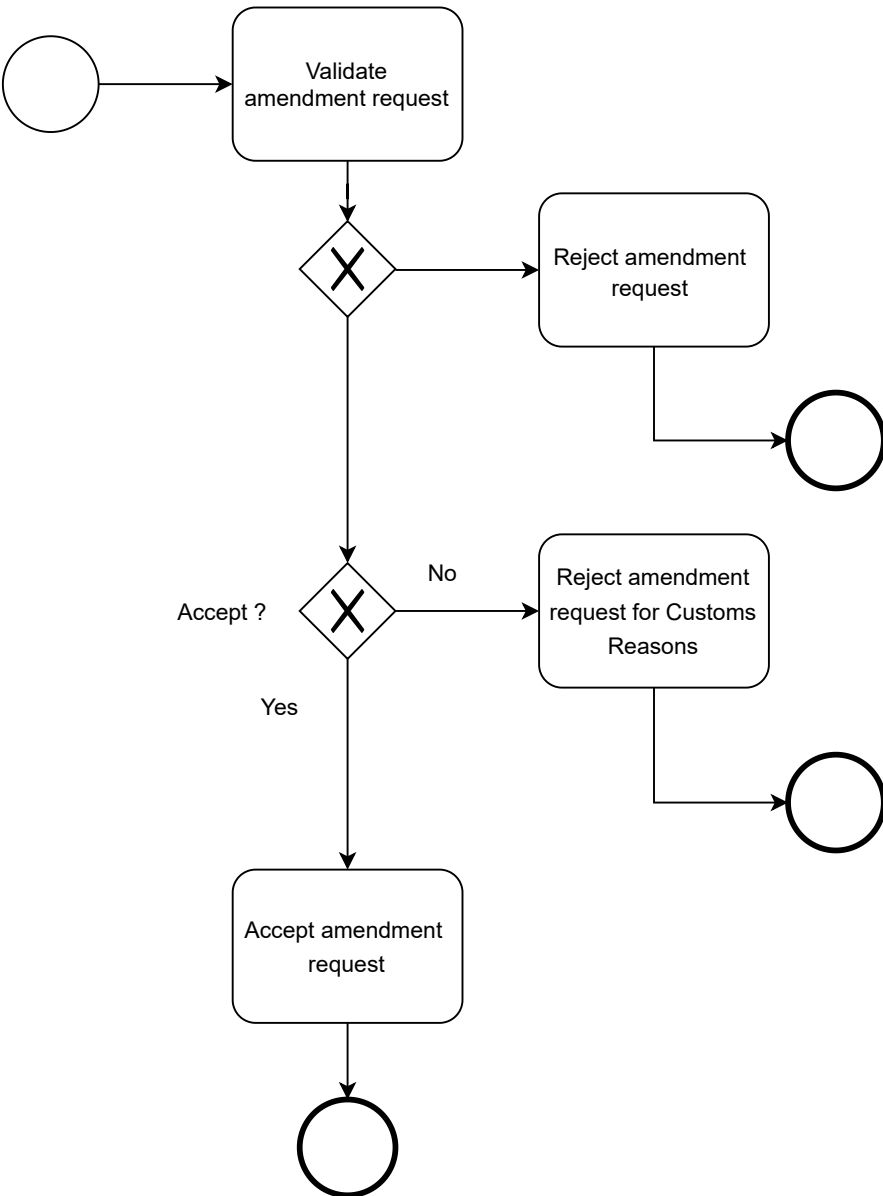 Validate
amendment request
Reject amendment
request
Accept ?
No
Reject amendment
request for Customs
Reasons
Yes
Accept amendment
request